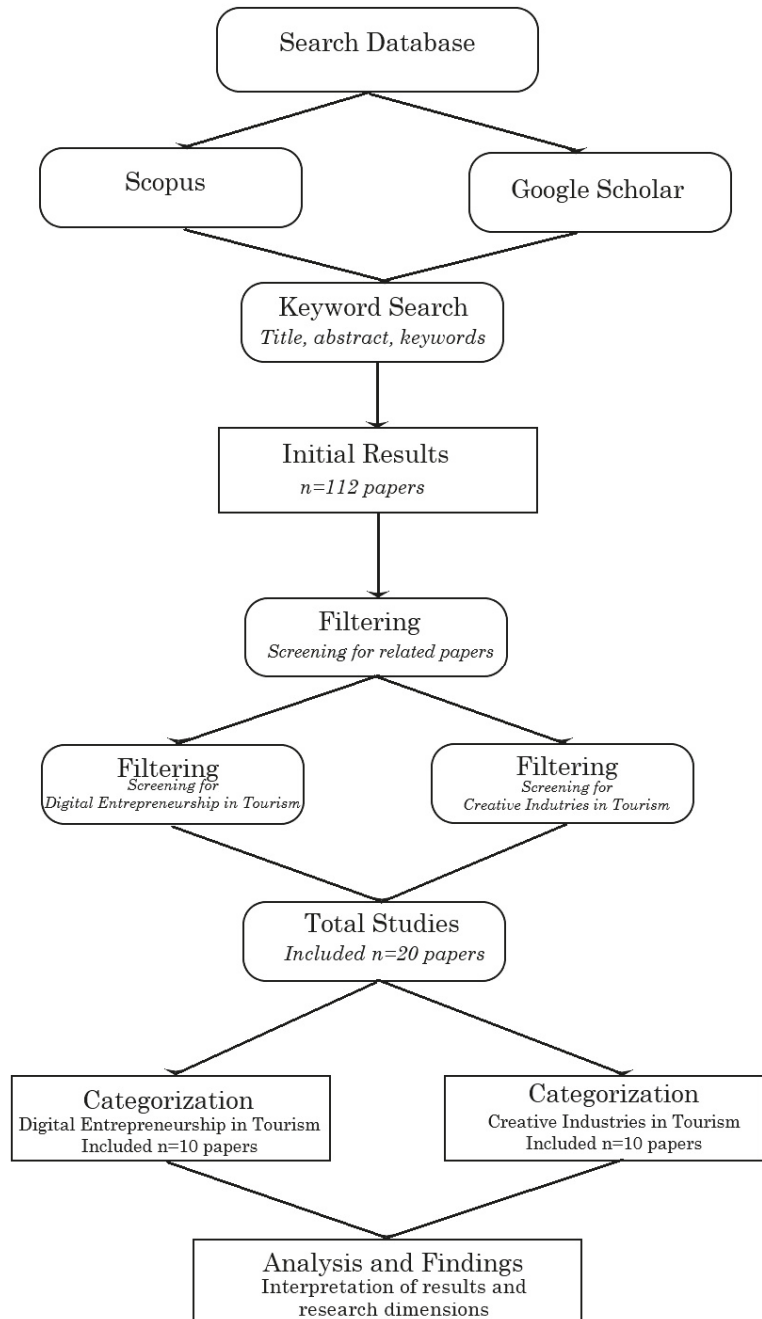 Search Database
Scopus
Google Scholar
Keyword Search
Title, abstract, keywords
Initial Results
n=112 papers
Filtering
Screening for related papers
Filtering
Screening for
Digital Entrepreneurship in Tourism
Filtering
Screening for
Creative Indutries in Tourism
Total Studies
Included n=20 papers
Categorization
Digital Entrepreneurship in Tourism
Included n=10 papers
Categorization
Creative Industries in Tourism
Included n=10 papers
Analysis and Findings
Interpretation of results and
research dimensions